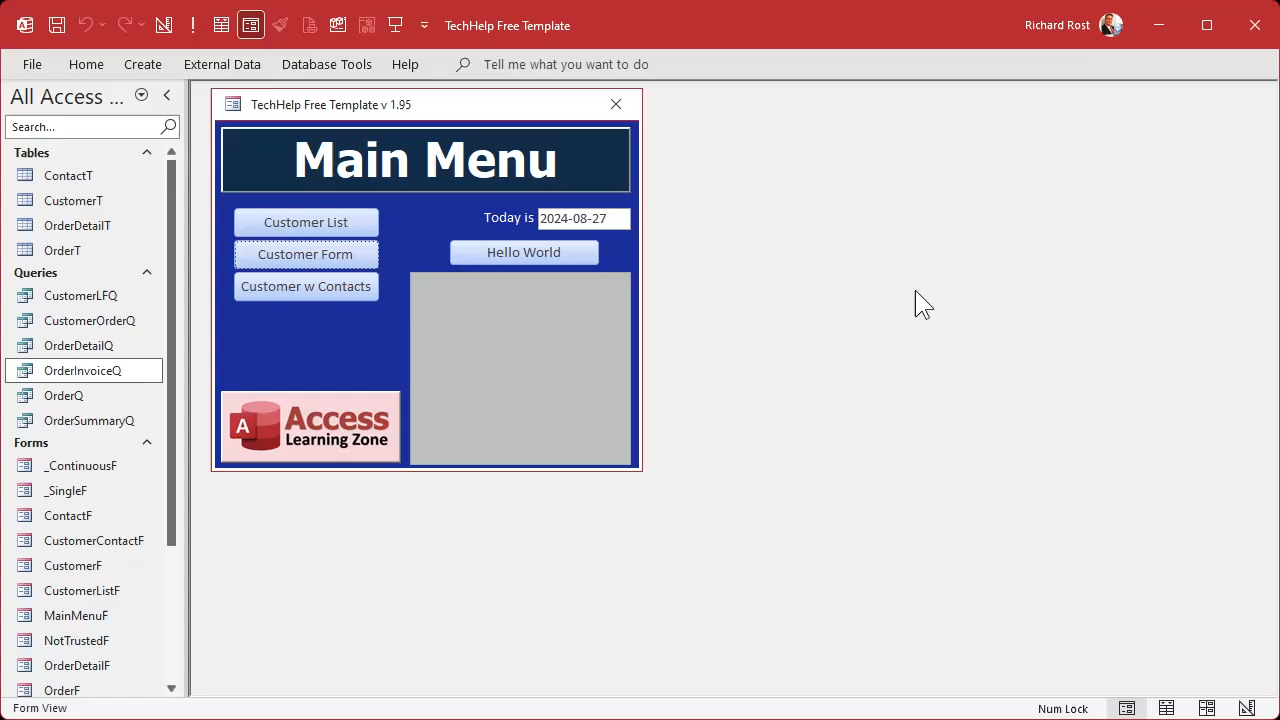 TechHelp Free Template
Richard Rost
File Home Create External Data Database Tools Help Tell me what you want to do
All Access ...
Search...
Tables
ContactT
CustomerT
OrderDetailT
OrderT
Queries
CustomerLFQ
CustomerOrderQ
OrderDetailQ
OrderInvoiceQ
OrderQ
OrderSummaryQ
Forms
_ContinuousF
_SingleF
ContactF
CustomerContactF
CustomerF
CustomerListF
MainMenuF
NotTrustedF
OrderDetailF
OrderF
TechHelp Free Template v 1.95
Main Menu
Customer List
Customer Form
Customer w Contacts
Today is 2024-08-27
Hello World
A
Access
Learning Zone
Form View
Num Lock